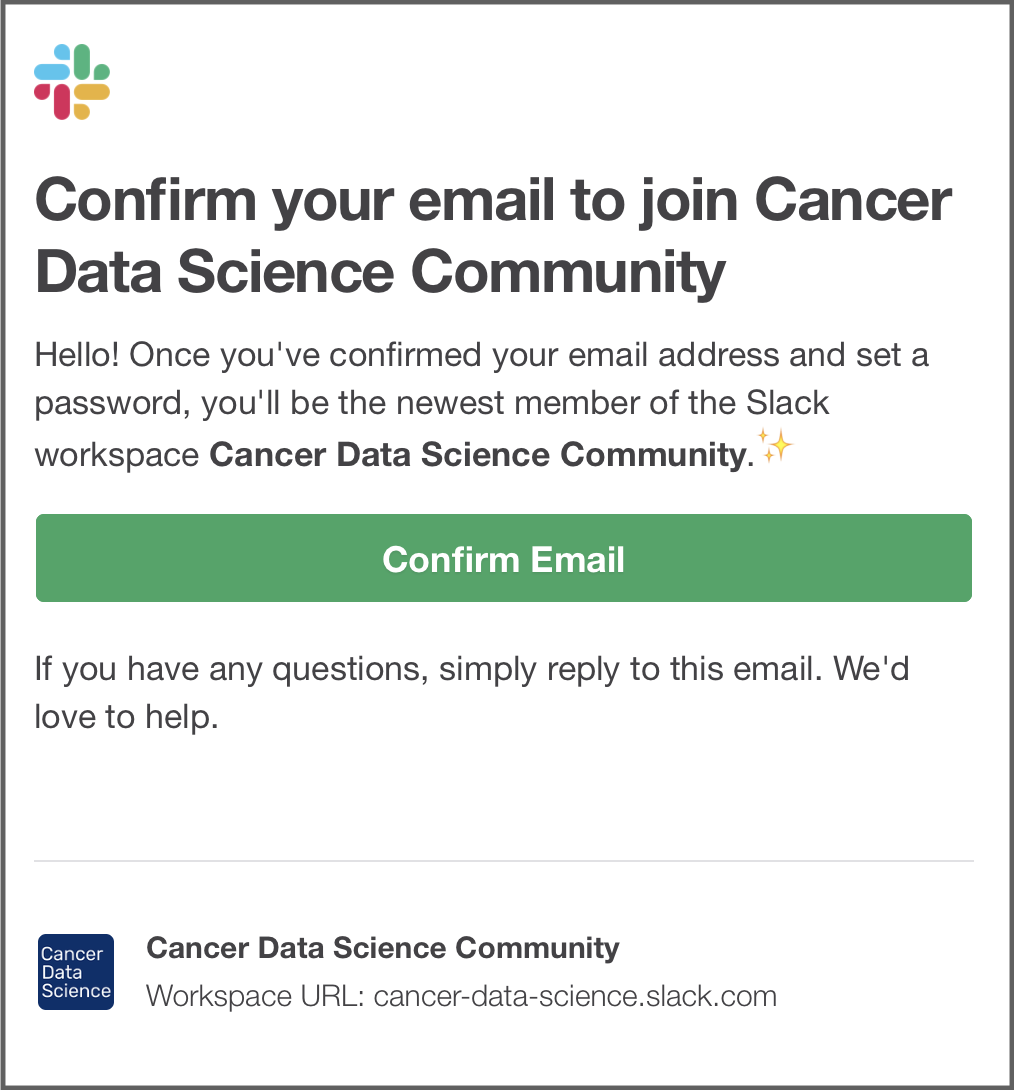 Confirm your email to join Cancer
Data Science Community
Hello! Once you've confirmed your email address and set a
password, you'll be the newest member of the Slack
workspace Cancer Data Science Community.✨
Confirm Email
If you have any questions, simply reply to this email. We'd
love to help.
Cancer
Data
Science
Cancer Data Science Community
Workspace URL: cancer-data-science.slack.com